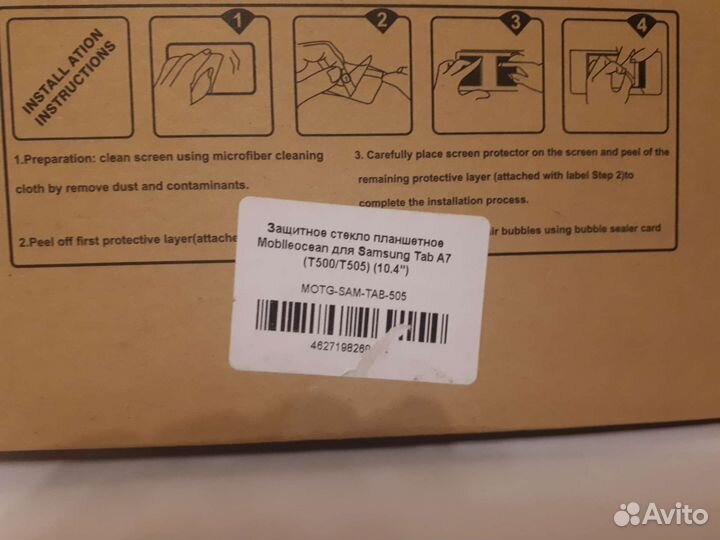 INSTALLATION
INSTRUCTIONS
1
2
3
4
1.Preparation: clean screen using microfiber cleaning
cloth by remove dust and contaminants.
2.Peel off first protective layer(attache
3. Carefully place screen protector on the screen and peel of the
remaining protective layer (attached with label Step 2)to
complete the installation process.
air bubbles using bubble sealer card
Защитное стекло планшетное
Mobileocean для Samsung Tab A7
(T500/T505) (10.4")
MOTG-SAM-TAB-505
Avito